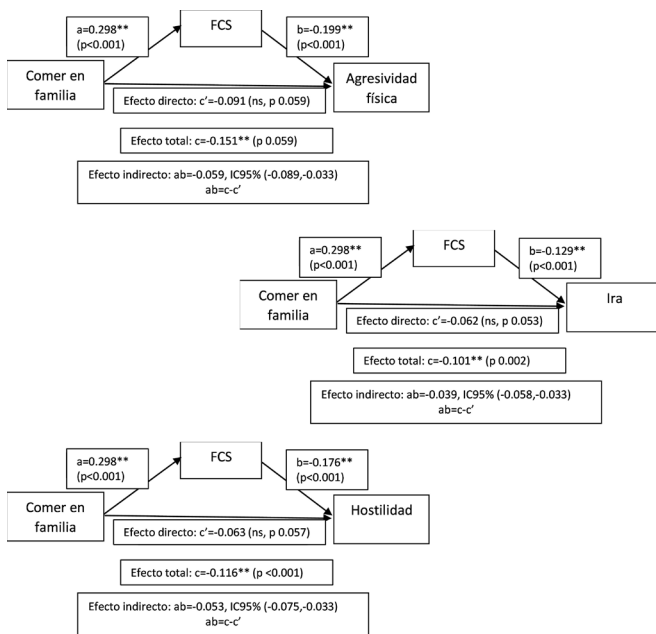 a=0.298**
(p<0.001)
FCS
b=-0.199**
(p<0.001)
Comer en
familia
Agresividad
física
Efecto directo: c'=-0.091 (ns, p 0.059)
Efecto total: c=-0.151** (p 0.059)
Efecto indirecto: ab=-0.059, IC95% (-0.089,-0.033)
ab=c-c'
a=0.298**
(p<0.001)
FCS
b=-0.129**
(p<0.001)
Comer en
familia
Ira
Efecto directo: c'=-0.062 (ns, p 0.053)
Efecto total: c=-0.101** (p 0.002)
Efecto indirecto: ab=-0.039, IC95% (-0.058,-0.033)
ab=c-c'
a=0.298**
(p<0.001)
FCS
b=-0.176**
(p<0.001)
Comer en
familia
Hostilidad
Efecto directo: c'=-0.063 (ns, p 0.057)
Efecto total: c=-0.116** (p <0.001)
Efecto indirecto: ab=-0.053, IC95% (-0.075,-0.033)
ab=c-c'